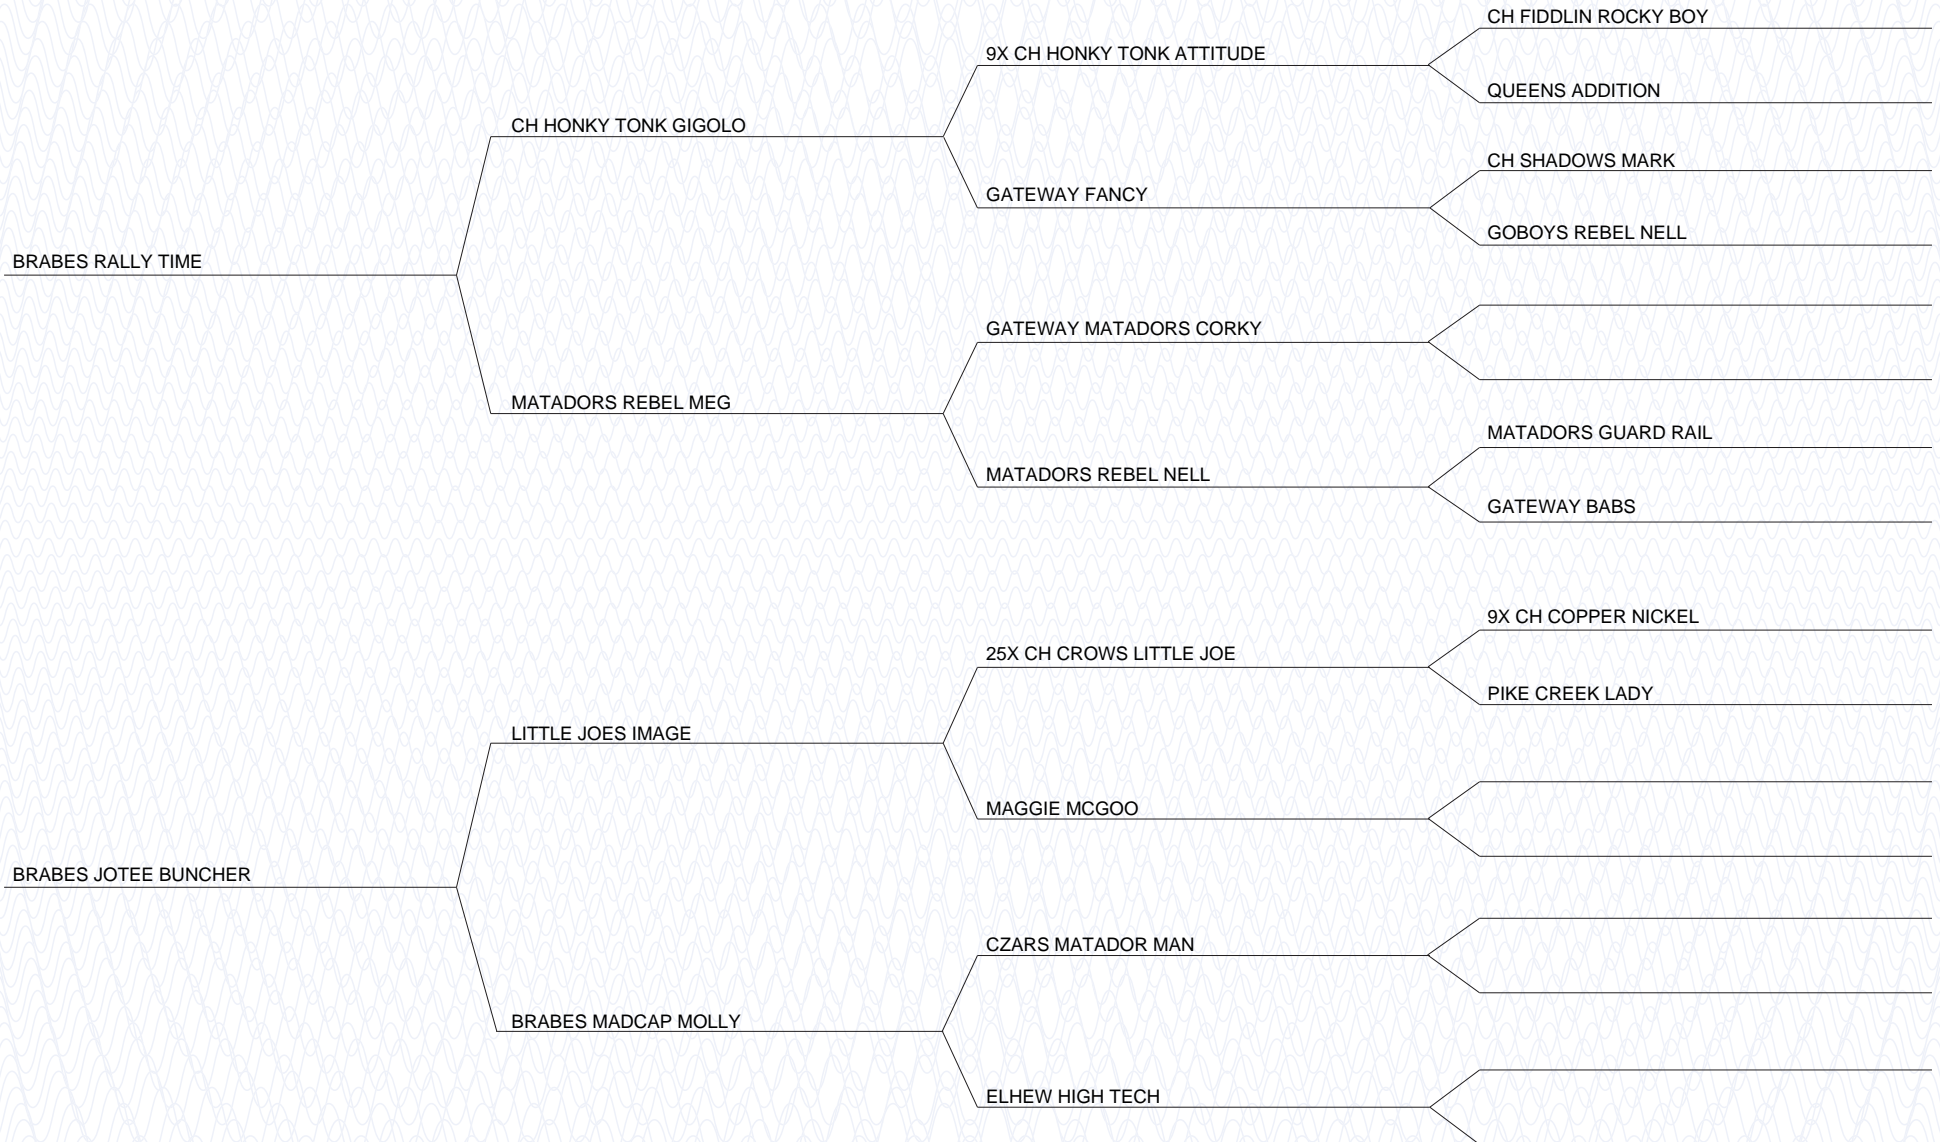 CH FIDDLIN ROCKY BOY
9X CH HONKY TONK ATTITUDE
QUEENS ADDITION
CH HONKY TONK GIGOLO
CH SHADOWS MARK
GATEWAY FANCY
GOBOYS REBEL NELL
BRABES RALLY TIME
GATEWAY MATADORS CORKY
MATADORS REBEL MEG
MATADORS GUARD RAIL
MATADORS REBEL NELL
GATEWAY BABS
9X CH COPPER NICKEL
25X CH CROWS LITTLE JOE
PIKE CREEK LADY
LITTLE JOES IMAGE
MAGGIE MCGOO
BRABES JOTEE BUNCHER
CZARS MATADOR MAN
BRABES MADCAP MOLLY
ELHEW HIGH TECH